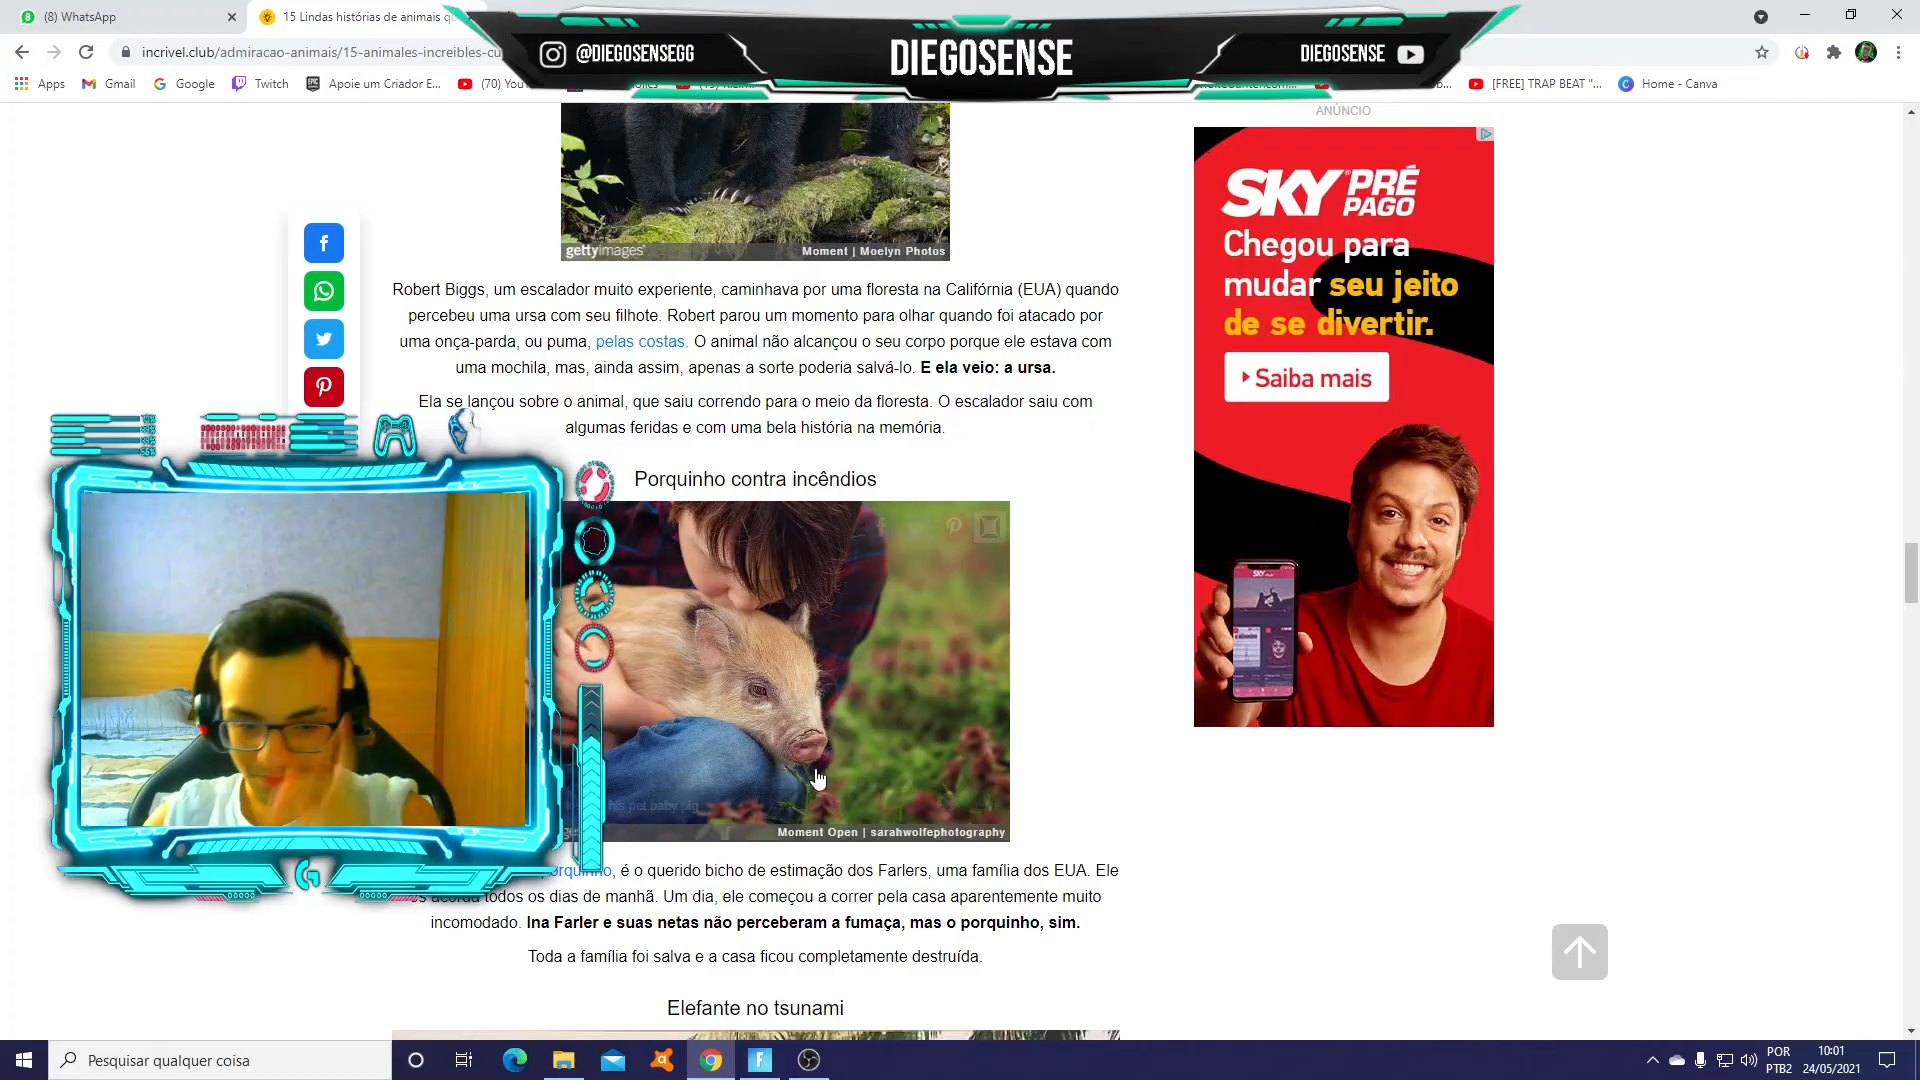 (8) WhatsApp
15 Lindas histórias de animais q
@DIEGOSENSEGG
DIEGOSENSE
DIEGOSENSE
incrivel.club/admiracao-animais/15-animales-increibles-cu
Apps
Gmail
Google
Twitch
Apoie um Criador E...
[FREE] TRAP BEAT "...
Home - Canva
ANÚNCIO
gettyimages
Moment | Moelyn Photos
SKY PRÉ PAGO
Chegou para
mudar seu jeito
de se divertir.
Saiba mais
Robert Biggs, um escalador muito experiente, caminhava por uma floresta na Califórnia (EUA) quando
percebeu uma ursa com seu filhote. Robert parou um momento para olhar quando foi atacado por
uma onça-parda, ou puma, pelas costas. O animal não alcançou o seu corpo porque ele estava com
uma mochila, mas, ainda assim, apenas a sorte poderia salvá-lo. E ela veio: a ursa.
Ela se lançou sobre o animal, que saiu correndo para o meio da floresta. O escalador saiu com
algumas feridas e com uma bela história na memória.
Porquinho contra incêndios
his pet baby pig
Moment Open | sarahwolfephotography
porquinho, é o querido bicho de estimação dos Farlers, uma família dos EUA. Ele
acorda todos os dias de manhã. Um dia, ele começou a correr pela casa aparentemente muito
incomodado. Ina Farler e suas netas não perceberam a fumaça, mas o porquinho, sim.
Toda a família foi salva e a casa ficou completamente destruída.
Elefante no tsunami
Pesquisar qualquer coisa
POR
PTB2
10:01
24/05/2021